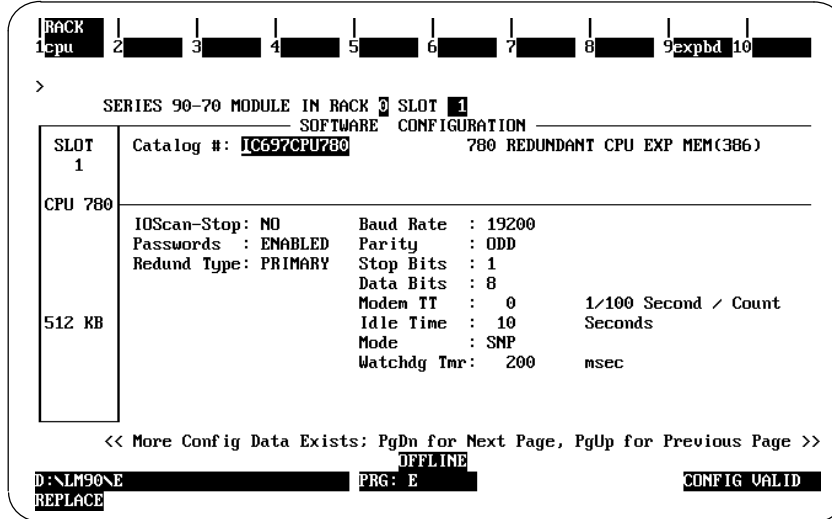 RACK
1cpu 2 3 4 5 6 7 8 9expbd 10
>
SERIES 90-70 MODULE IN RACK 0 SLOT 1
SOFTWARE CONFIGURATION
SLOT Catalog #: IC697CPU780 780 REDUNDANT CPU EXP MEM(386)
1
CPU 780
IOScan-Stop: NO Baud Rate : 19200
Passwords : ENABLED Parity : ODD
Redund Type: PRIMARY Stop Bits : 1
Data Bits : 8
Modem TT : 0 1/100 Second / Count
512 KB Idle Time : 10 Seconds
Mode : SNP
Watchdg Tmr: 200 msec
<< More Config Data Exists; PgDn for Next Page, PgUp for Previous Page >>
OFFLINE
D:\LM90\E PRG: E CONFIG VALID
REPLACE